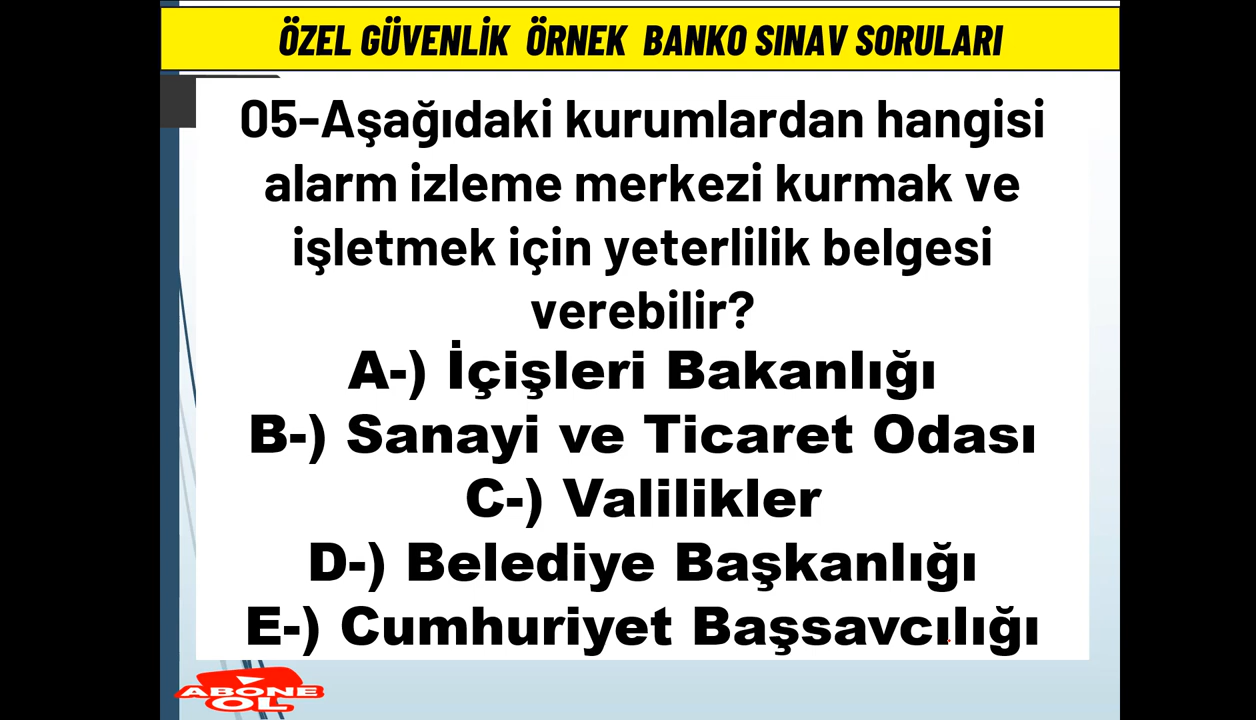 ÖZEL GÜVENLİK ÖRNEK BANKO SINAV SORULARI
05-Aşağıdaki kurumlardan hangisi
alarm izleme merkezi kurmak ve
işletmek için yeterlilik belgesi
verebilir?
A-) İçişleri Bakanlığı
B-) Sanayi ve Ticaret Odası
C-) Valilikler
D-) Belediye Başkanlığı
E-) Cumhuriyet Başsavcılığı
ABONE
OL